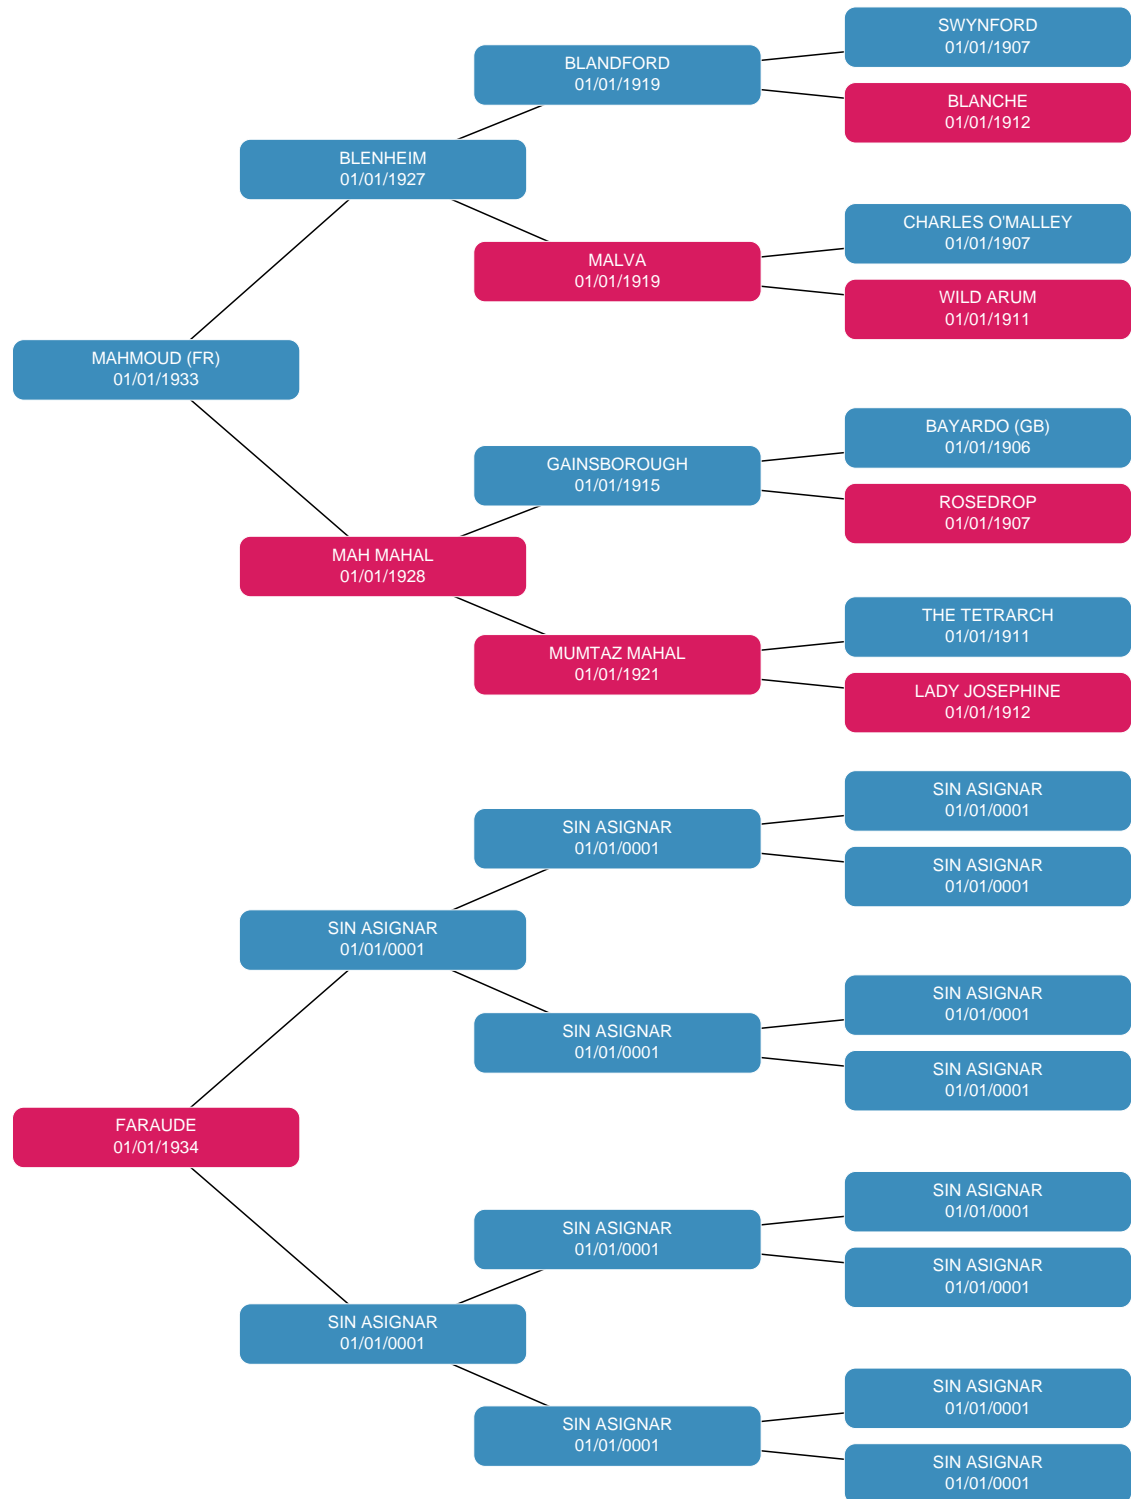 SWYNFORD
01/01/1907
BLANDFORD
01/01/1919
BLANCHE
01/01/1912
BLENHEIM
01/01/1927
CHARLES O'MALLEY
01/01/1907
MALVA
01/01/1919
WILD ARUM
01/01/1911
MAHMOUD (FR)
01/01/1933
BAYARDO (GB)
01/01/1906
GAINSBOROUGH
01/01/1915
ROSEDROP
01/01/1907
MAH MAHAL
01/01/1928
THE TETRARCH
01/01/1911
MUMTAZ MAHAL
01/01/1921
LADY JOSEPHINE
01/01/1912
SIN ASIGNAR
01/01/0001
SIN ASIGNAR
01/01/0001
SIN ASIGNAR
01/01/0001
SIN ASIGNAR
01/01/0001
SIN ASIGNAR
01/01/0001
SIN ASIGNAR
01/01/0001
SIN ASIGNAR
01/01/0001
FARAUDE
01/01/1934
SIN ASIGNAR
01/01/0001
SIN ASIGNAR
01/01/0001
SIN ASIGNAR
01/01/0001
SIN ASIGNAR
01/01/0001
SIN ASIGNAR
01/01/0001
SIN ASIGNAR
01/01/0001
SIN ASIGNAR
01/01/0001